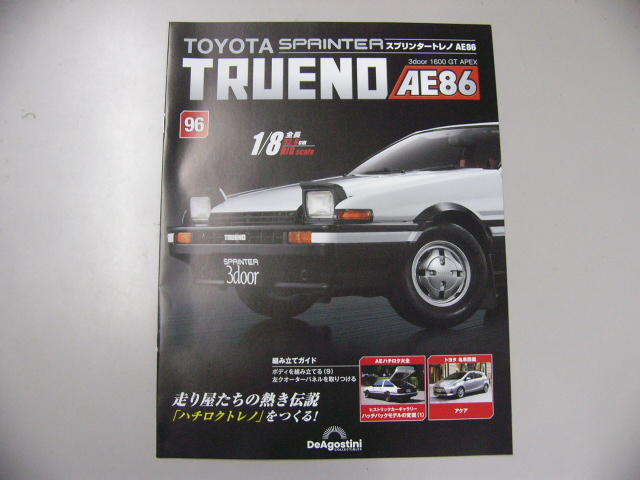 TOYOTA SPRINTER スプリンタートレノ AE86
3door 1600 GT APEX
TRUENO AE86
96
1/8 全長 cm
BIG scale
TRUENO
SPRINTER
3door
組み立てガイド
ボディを組み立てる(9)
左クオーターパネルを取りつける
AEハチロク大全
ヒストリックカーギャラリー
ハッチバックモデルの変遷(1)
トヨタ 名車図鑑
アクア
走り屋たちの熱き伝説
「ハチロクトレノ」をつくる!
DeAgostini
COLLECTIBLES